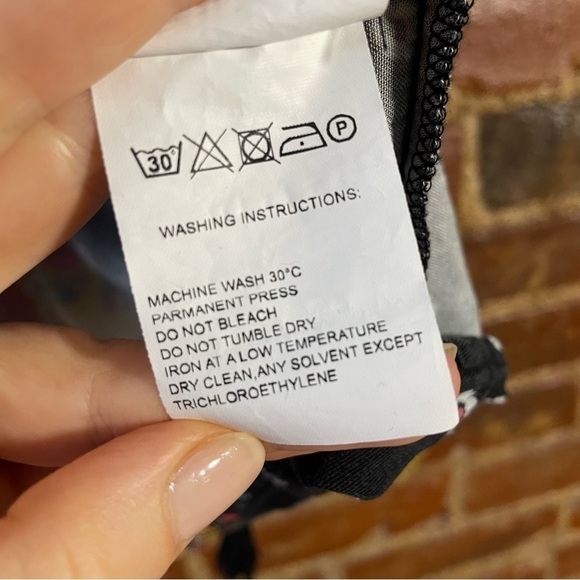 30° P
WASHING INSTRUCTIONS:
MACHINE WASH 30°C
PARMANENT PRESS
DO NOT BLEACH
DO NOT TUMBLE DRY
IRON AT A LOW TEMPERATURE
DRY CLEAN,ANY SOLVENT EXCEPT
TRICHLOROETHYLENE